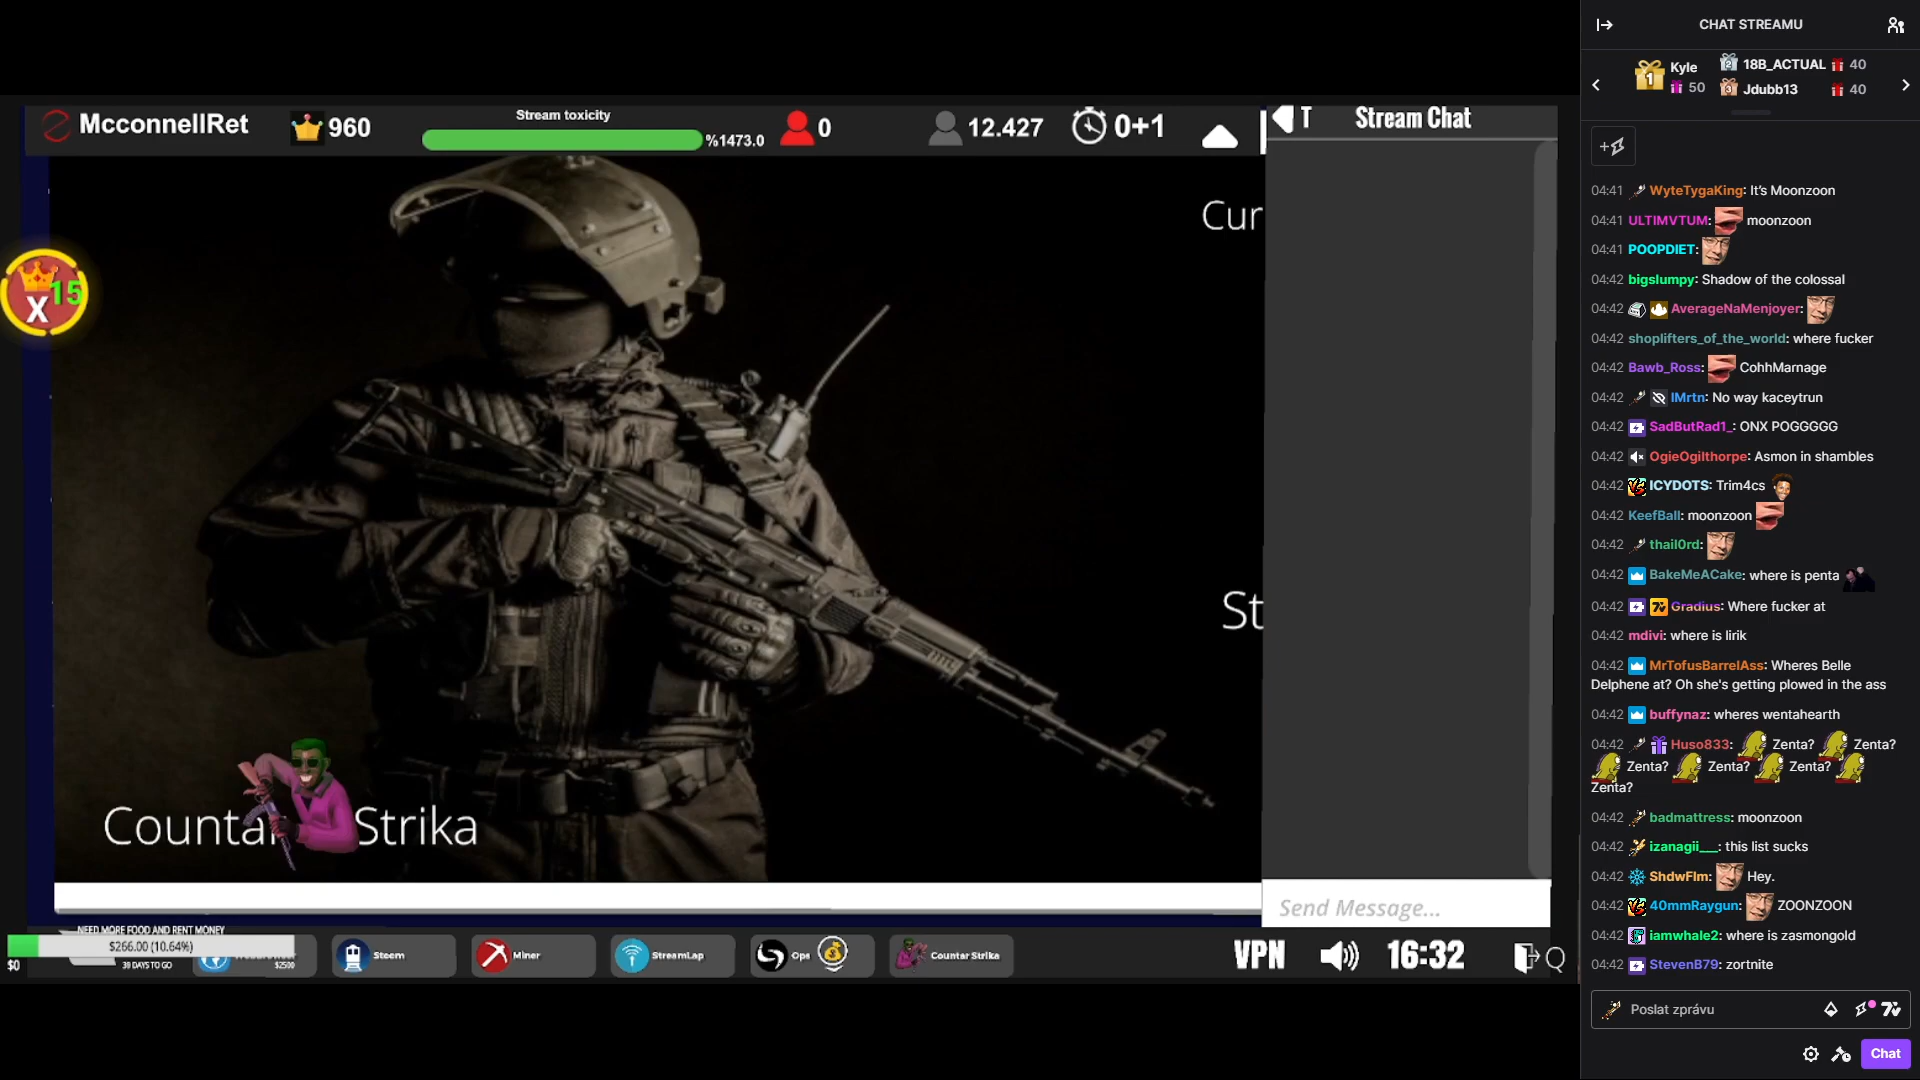 McconnellRet
960
Stream toxicity
%1473.0
0
12.427
0+1
T
Stream Chat
Cur
X 15
St
Counta
Strika
Send Message...
NEED MORE FOOD AND RENT MONEY
$266.00 (10.64%)
$0
39 DAYS TO GO
$2500
Steem
Miner
StreamLap
Ops
Countar Strika
VPN
16:32
Q
CHAT STREAMU
1 Kyle 50
2 18B_ACTUAL 40
3 Jdubb13 40
04:41 WyteTygaKing: It's Moonzoon
04:41 ULTIMVTUM: moonzoon
04:41 POOPDIET:
04:42 bigslumpy: Shadow of the colossal
04:42 AverageNaMenjoyer:
04:42 shoplifters_of_the_world: where fucker
04:42 Bawb_Ross: CohhMarnage
04:42 IMrtn: No way kaceytrun
04:42 SadButRad1_: ONX POGGGGG
04:42 OgieOgilthorpe: Asmon in shambles
04:42 ICYDOTS: Trim4cs
04:42 KeefBall: moonzoon
04:42 thail0rd:
04:42 BakeMeACake: where is penta
04:42 Gradius: Where fucker at
04:42 mdivi: where is lirik
04:42 MrTofusBarrelAss: Wheres Belle
Delphene at? Oh she's getting plowed in the ass
04:42 buffynaz: wheres wentahearth
04:42 Huso833: Zenta? Zenta?
Zenta? Zenta? Zenta?
Zenta?
04:42 badmattress: moonzoon
04:42 izanagii___: this list sucks
04:42 ShdwFlm: Hey.
04:42 40mmRaygun: ZOONZOON
04:42 iamwhale2: where is zasmongold
04:42 StevenB79: zortnite
Poslat zprávu
Chat